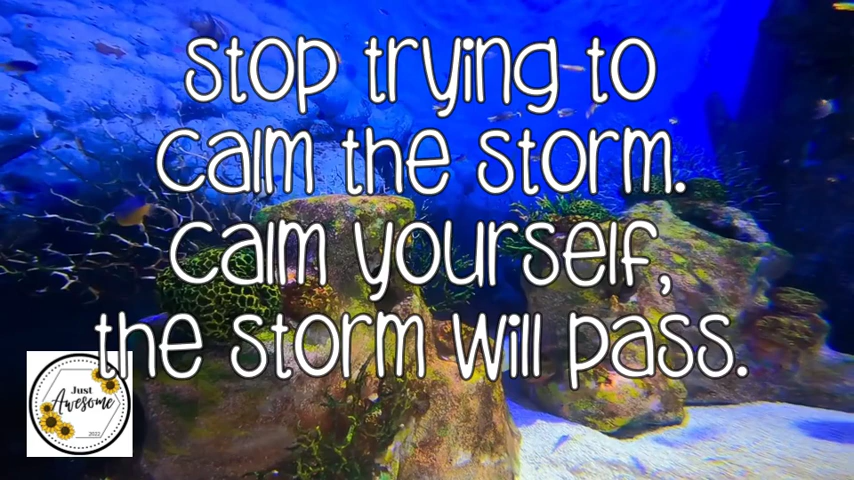 stop trying to
calm the storm.
calm yourself,
the storm will pass.
Just
Awesome
2022